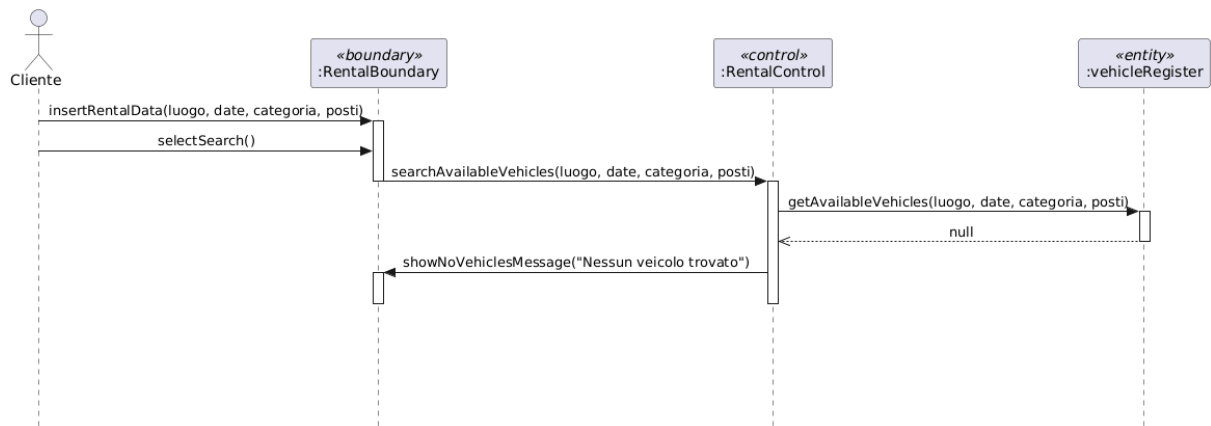 Cliente
«boundary»
:RentalBoundary
«control»
:RentalControl
«entity»
:vehicleRegister
insertRentalData(luogo, date, categoria, posti)
selectSearch()
searchAvailableVehicles(luogo, date, categoria, posti)
getAvailableVehicles(luogo, date, categoria, posti)
null
showNoVehiclesMessage("Nessun veicolo trovato")